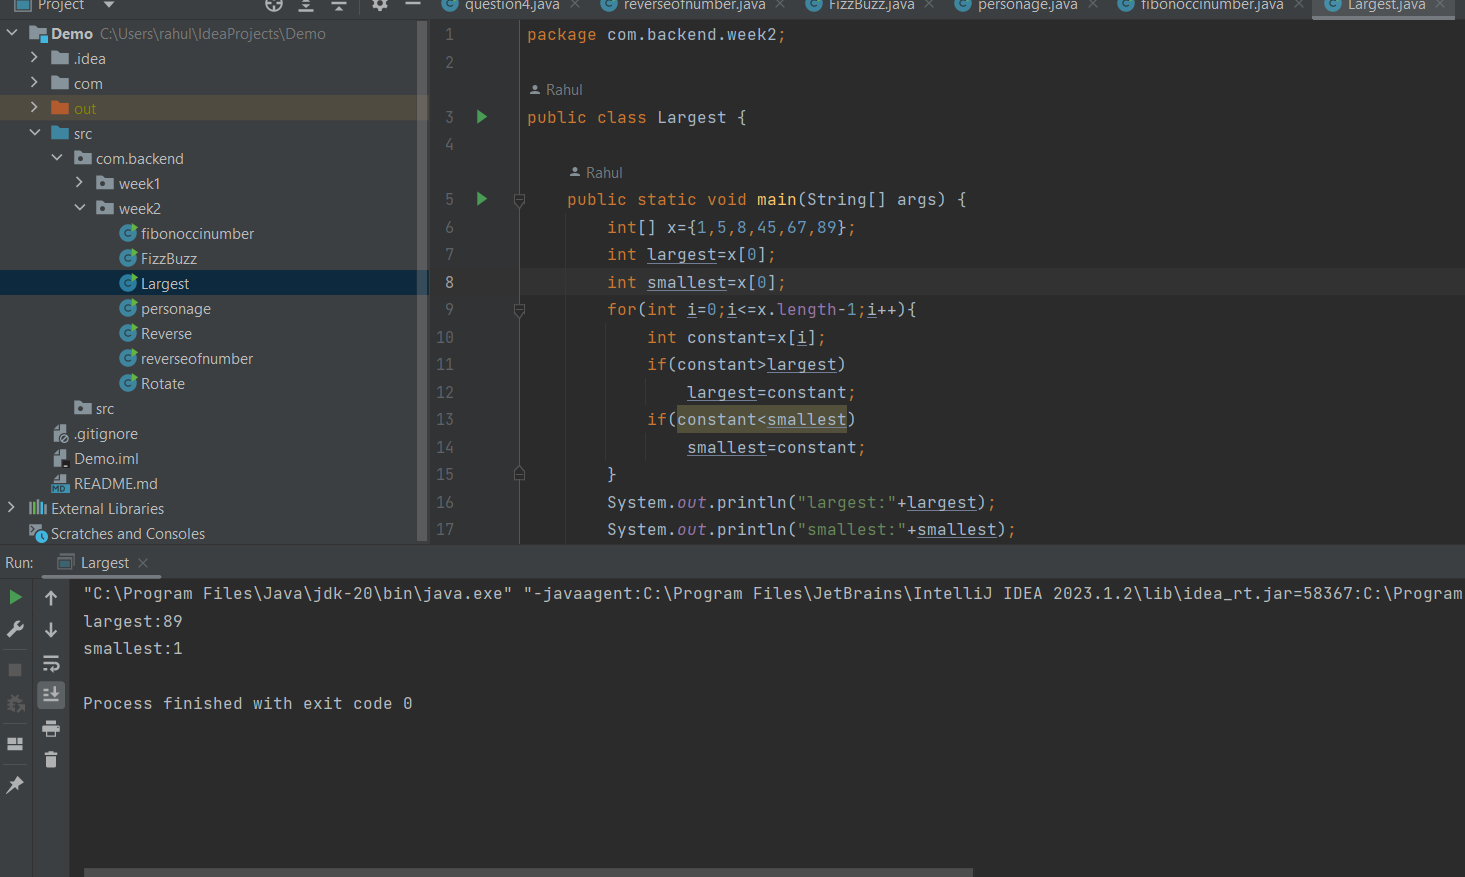 Project
question4.java reverseofnumber.java FizzBuzz.java personage.java fibonoccinumber.java Largest.java
Demo C:\Users\rahul\IdeaProjects\Demo
.idea
com
out
src
com.backend
week1
week2
fibonoccinumber
FizzBuzz
Largest
personage
Reverse
reverseofnumber
Rotate
src
.gitignore
Demo.iml
README.md
External Libraries
Scratches and Consoles
1 package com.backend.week2;
2
Rahul
3 public class Largest {
4
Rahul
5 public static void main(String[] args) {
6 int[] x={1,5,8,45,67,89};
7 int largest=x[0];
8 int smallest=x[0];
9 for(int i=0;i<=x.length-1;i++){
10 int constant=x[i];
11 if(constant>largest)
12 largest=constant;
13 if(constant<smallest)
14 smallest=constant;
15 }
16 System.out.println("largest:"+largest);
17 System.out.println("smallest:"+smallest);
Run: Largest
"C:\Program Files\Java\jdk-20\bin\java.exe" "-javaagent:C:\Program Files\JetBrains\IntelliJ IDEA 2023.1.2\lib\idea_rt.jar=58367:C:\Program
largest:89
smallest:1
Process finished with exit code 0